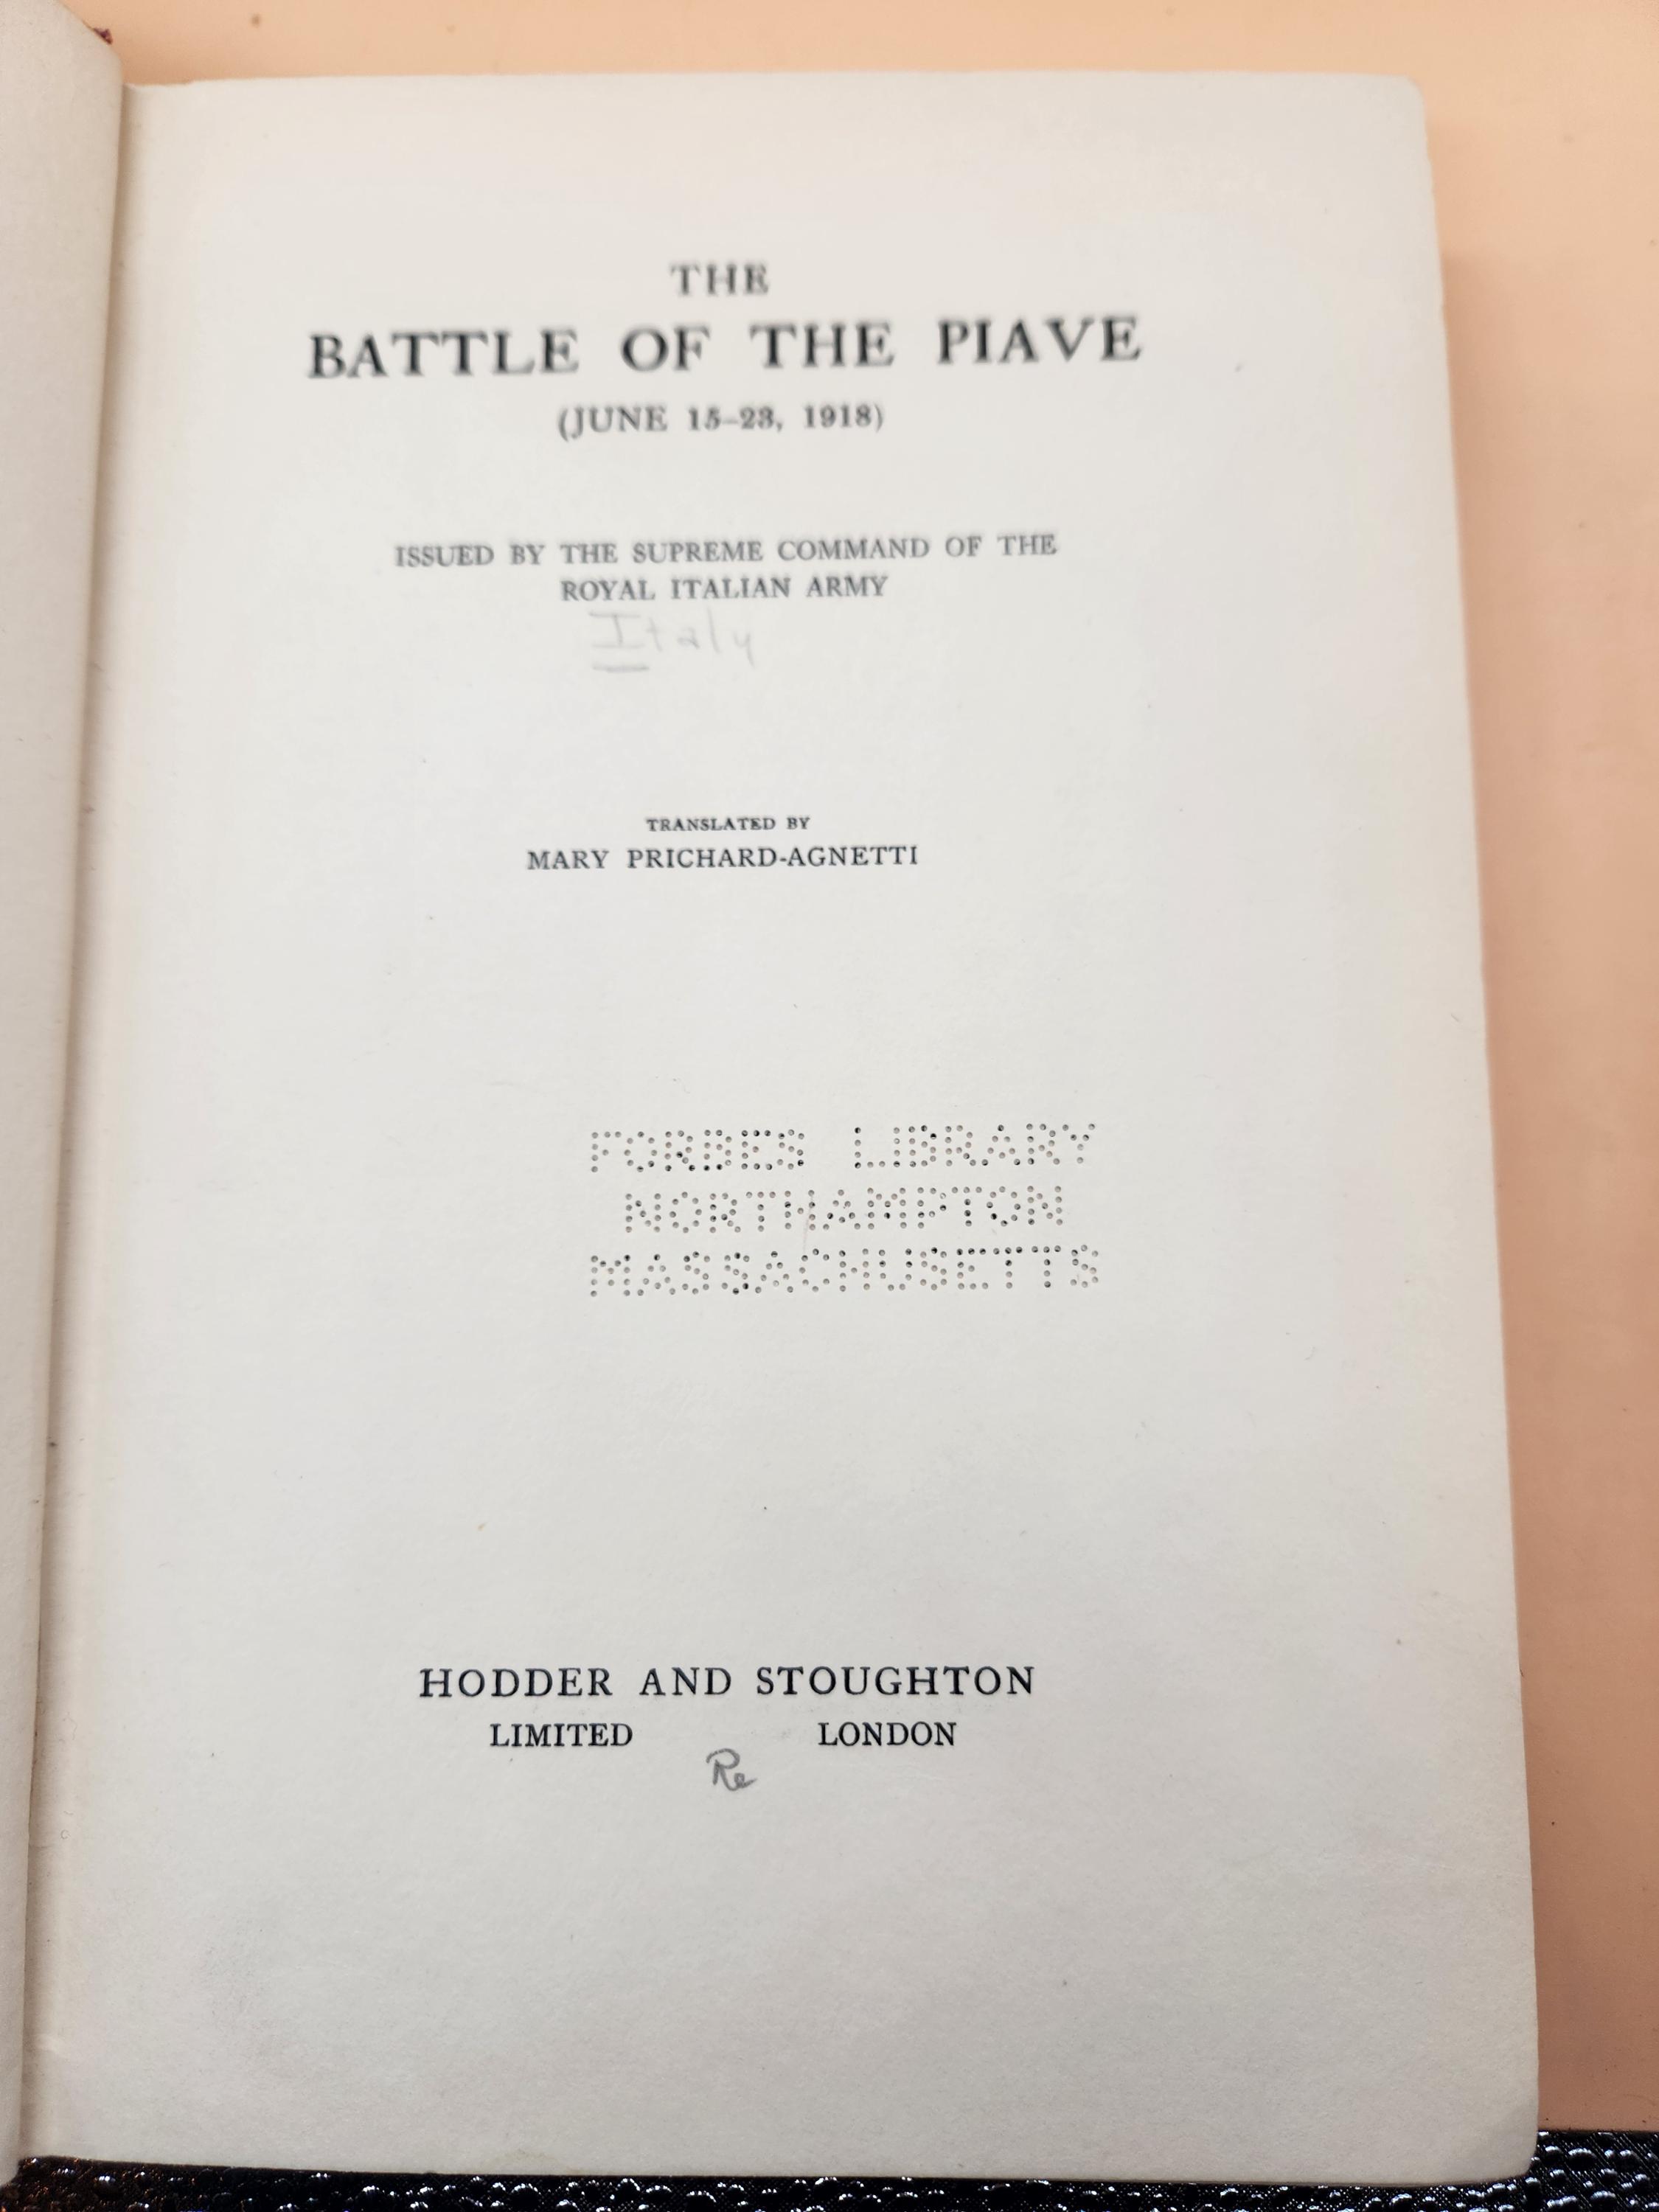 THE
BATTLE OF THE PIAVE
(JUNE 15-23, 1918)
ISSUED BY THE SUPREME COMMAND OF THE
ROYAL ITALIAN ARMY
Italy
TRANSLATED BY
MARY PRICHARD-AGNETTI
FORBES LIBRARY
NORTHAMPTON
MASSACHUSETTS
HODDER AND STOUGHTON
LIMITED LONDON
Re